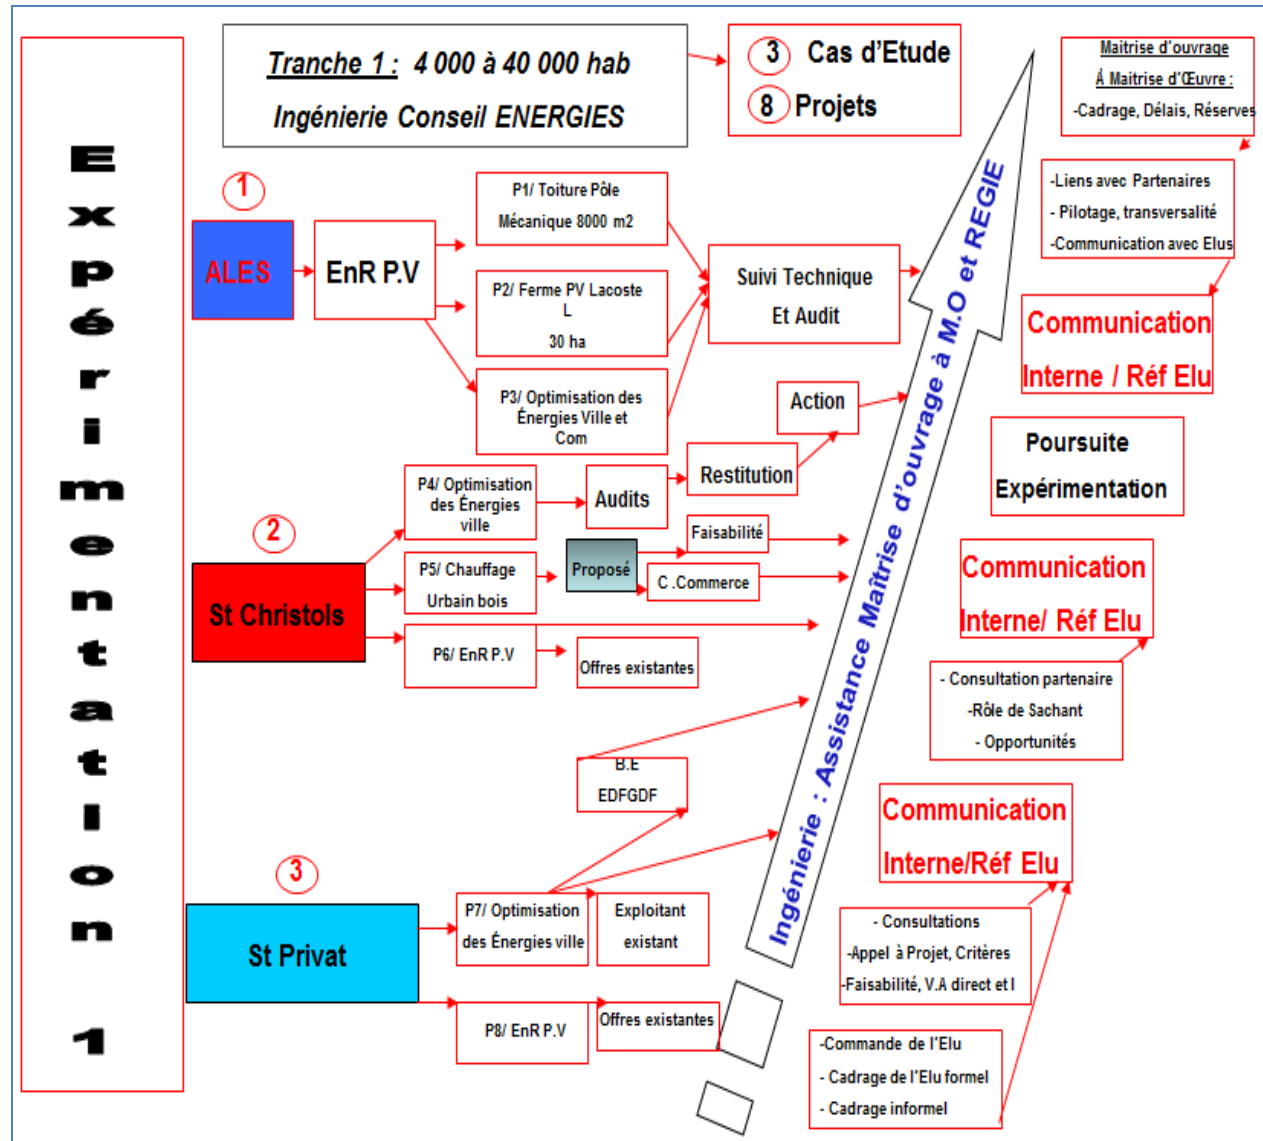 Expérimentation 1
Tranche 1 : 4 000 à 40 000 hab
Ingénierie Conseil ENERGIES
3 Cas d'Etude
8 Projets
Maitrise d'ouvrage
À Maitrise d'Œuvre :
-Cadrage, Délais, Réserves
-Liens avec Partenaires
- Pilotage, transversalité
-Communication avec Elus
Communication
Interne / Réf Elu
Poursuite
Expérimentation
Communication
Interne/ Réf Elu
- Consultation partenaire
-Rôle de Sachant
- Opportunités
Communication
Interne/Réf Elu
- Consultations
-Appel à Projet, Critères
-Faisabilité, V.A direct et I
-Commande de l'Elu
- Cadrage de l'Elu formel
- Cadrage informel
Ingénierie : Assistance Maîtrise d'ouvrage à M.O et REGIE
1
ALES
EnR P.V
P1/ Toiture Pôle
Mécanique 8000 m2
P2/ Ferme PV Lacoste
L
30 ha
P3/ Optimisation des
Énergies Ville et
Com
Suivi Technique
Et Audit
2
St Christols
P4/ Optimisation
des Énergies
ville
Audits
Restitution
Action
P5/ Chauffage
Urbain bois
Proposé
Faisabilité
C .Commerce
P6/ EnR P.V
Offres existantes
3
St Privat
B.E
EDFGDF
P7/ Optimisation
des Énergies ville
Exploitant
existant
P8/ EnR P.V
Offres existantes